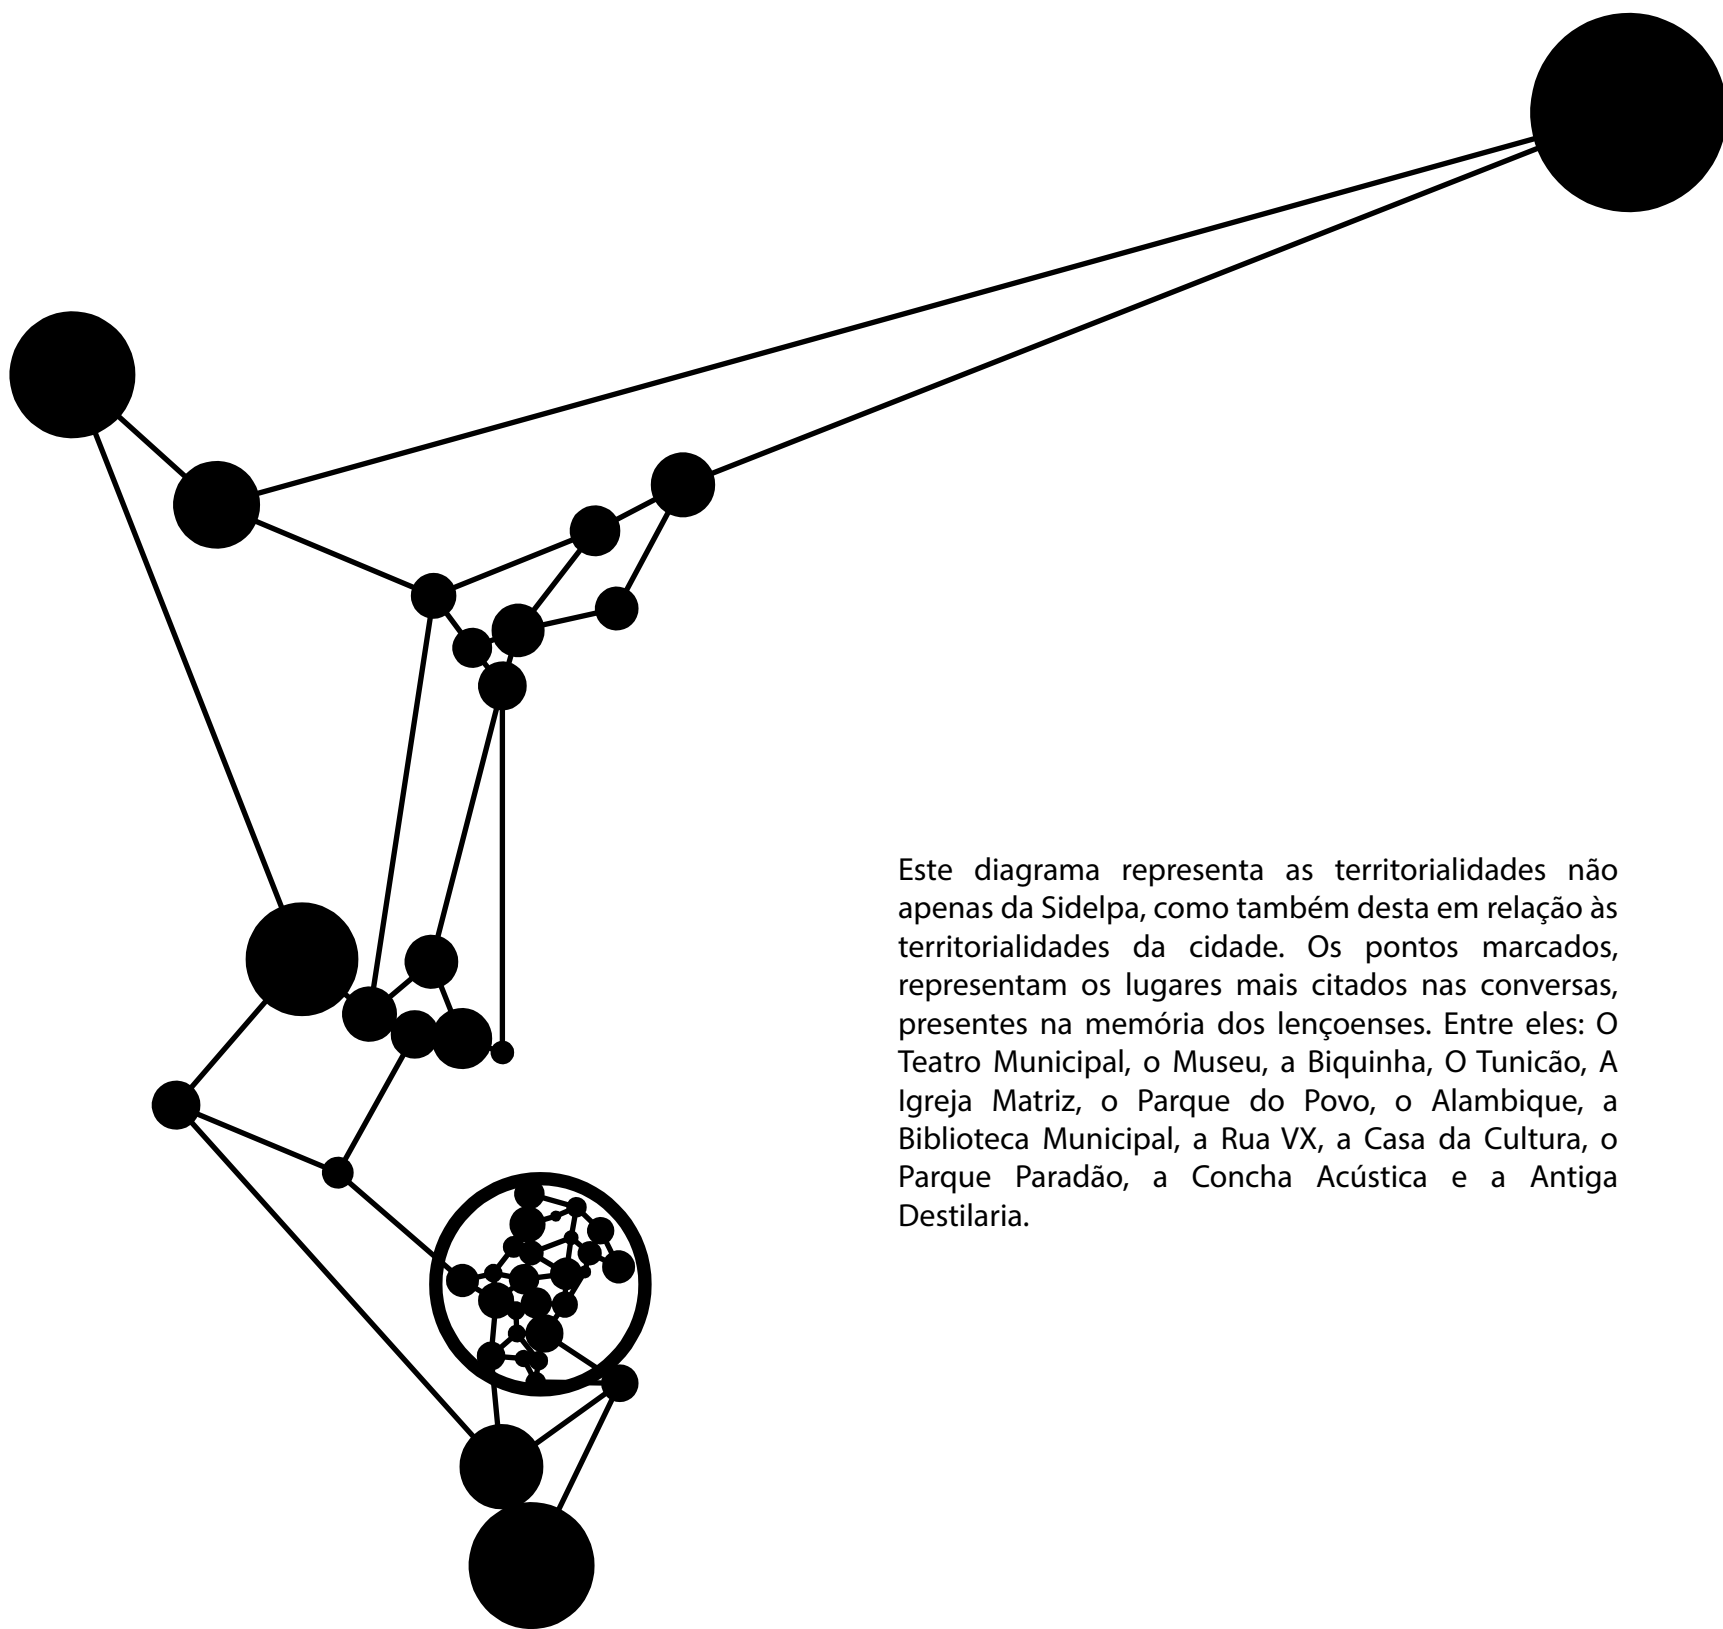 Este diagrama representa as territorialidades não
apenas da Sidelpa, como também desta em relação às
territorialidades da cidade. Os pontos marcados,
representam os lugares mais citados nas conversas,
presentes na memória dos lençoenses. Entre eles: O
Teatro Municipal, o Museu, a Biquinha, O Tunicão, A
Igreja Matriz, o Parque do Povo, o Alambique, a
Biblioteca Municipal, a Rua VX, a Casa da Cultura, o
Parque Paradão, a Concha Acústica e a Antiga
Destilaria.